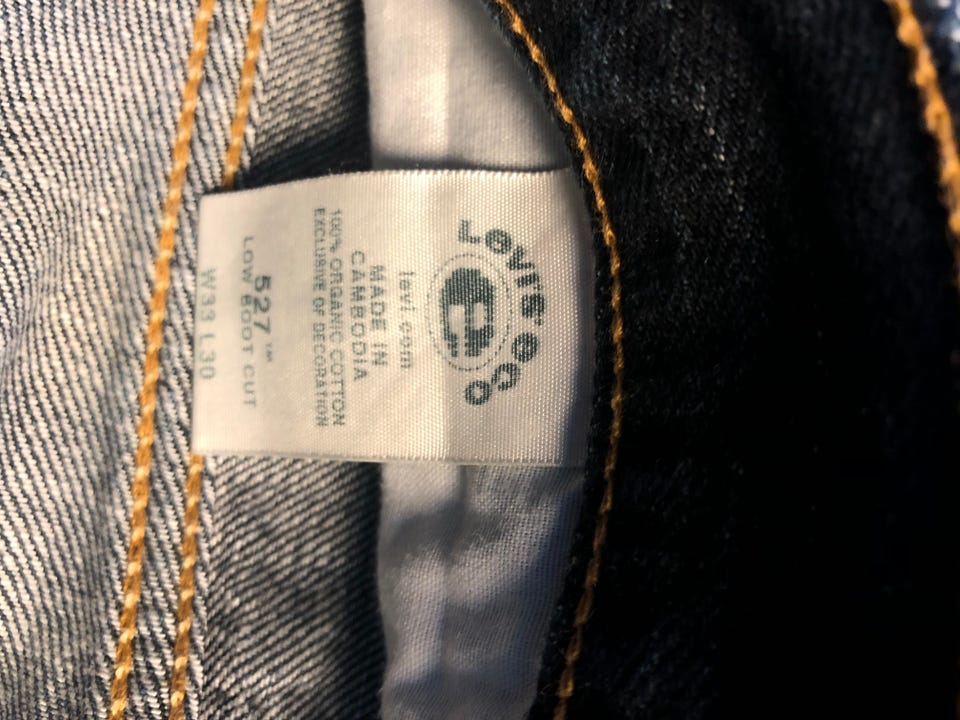 Levi's eco
e
levi.com
MADE IN
CAMBODIA
100% ORGANIC COTTON
EXCLUSIVE OF DECORATION
527™
LOW BOOT CUT
W33 L30